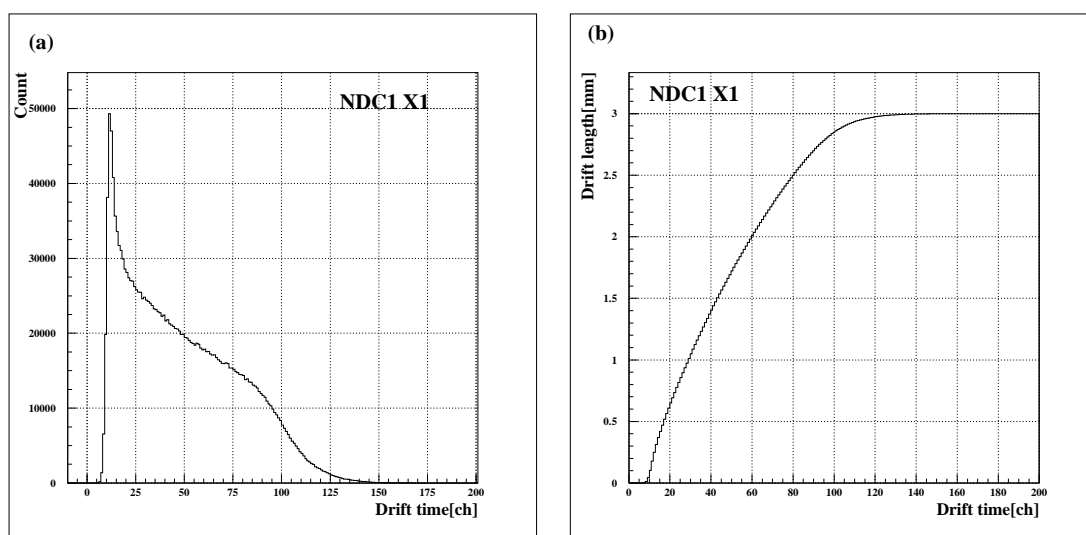 (a)
Count
NDC1 X1
50000
40000
30000
20000
10000
0
0 25 50 75 100 125 150 175 200
Drift time[ch]
(b)
Drift length[mm]
NDC1 X1
3
2.5
2
1.5
1
0.5
0
0 20 40 60 80 100 120 140 160 180 200
Drift time[ch]